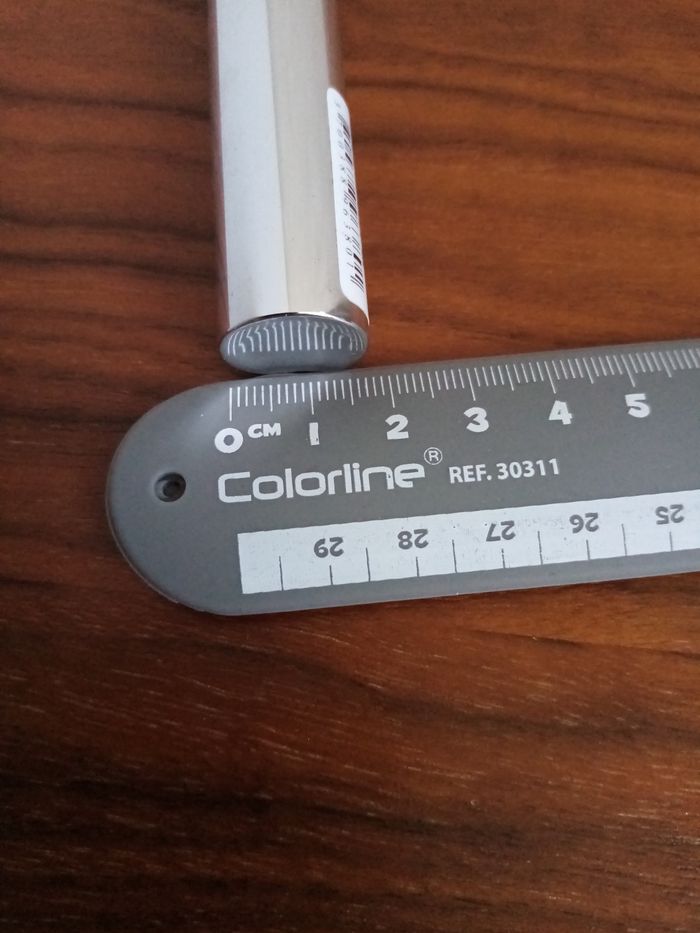 0 CM 1 2 3 4 5
Colorline® REF. 30311
29 28 27 26 25